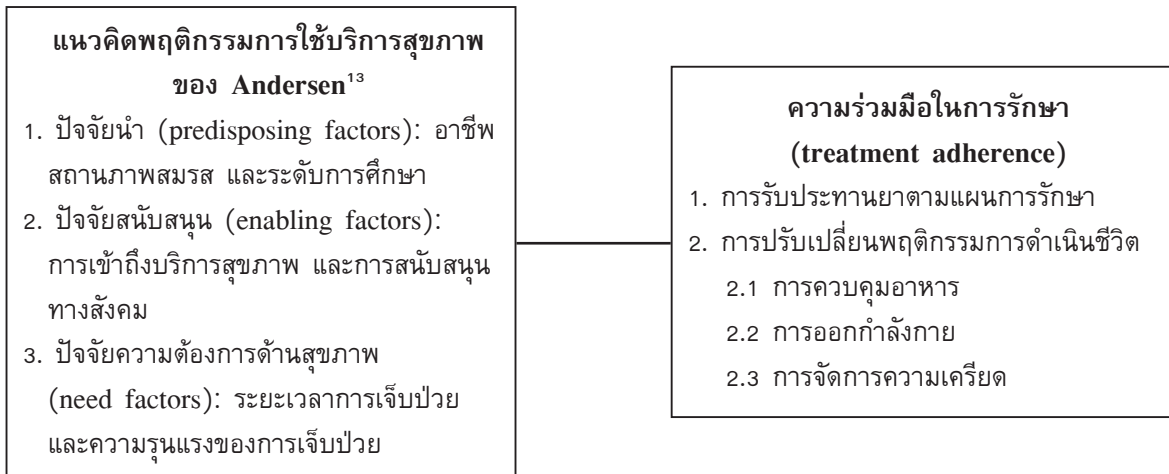 แนวคิดพฤติกรรมการใช้บริการสุขภาพ
ของ Andersen¹³
1. ปัจจัยนำ (predisposing factors): อาชีพ
สถานภาพสมรส และระดับการศึกษา
2. ปัจจัยสนับสนุน (enabling factors):
การเข้าถึงบริการสุขภาพ และการสนับสนุน
ทางสังคม
3. ปัจจัยความต้องการด้านสุขภาพ
(need factors): ระยะเวลาการเจ็บป่วย
และความรุนแรงของการเจ็บป่วย
ความร่วมมือในการรักษา
(treatment adherence)
1. การรับประทานยาตามแผนการรักษา
2. การปรับเปลี่ยนพฤติกรรมการดำเนินชีวิต
2.1 การควบคุมอาหาร
2.2 การออกกำลังกาย
2.3 การจัดการความเครียด